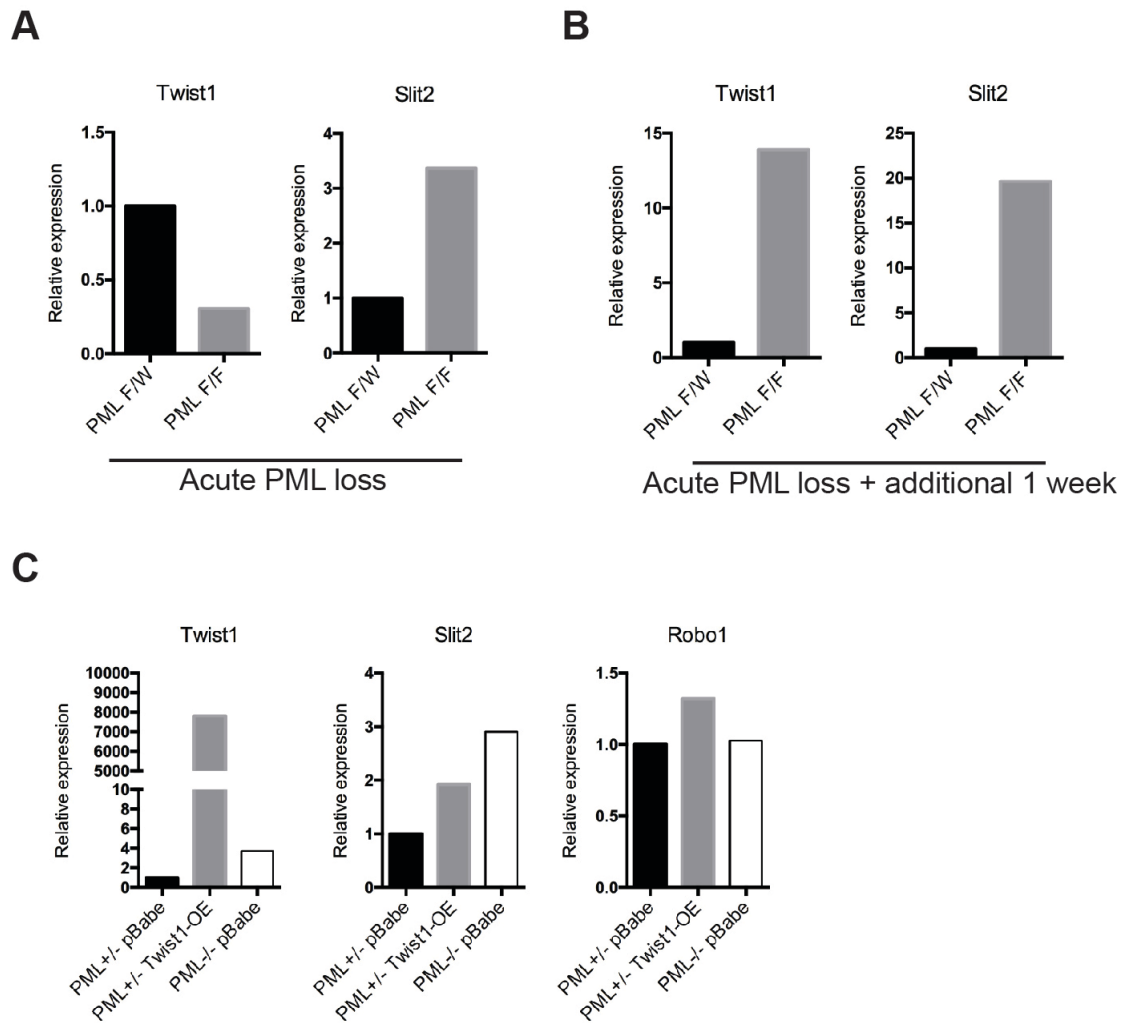 A
B
Twist1
Slit2
Twist1
Slit2
Relative expression
1.5
1.0
0.5
0.0
PML F/W
PML F/F
Relative expression
4
3
2
1
0
PML F/W
PML F/F
Relative expression
15
10
5
0
PML F/W
PML F/F
Relative expression
25
20
15
10
5
0
PML F/W
PML F/F
Acute PML loss
Acute PML loss + additional 1 week
C
Twist1
Slit2
Robo1
Relative expression
10000
9000
8000
7000
6000
5000
10
8
6
4
2
0
PML+/- pBabe
PML+/- Twist1-OE
PML-/- pBabe
Relative expression
4
3
2
1
0
PML+/- pBabe
PML+/- Twist1-OE
PML-/- pBabe
Relative expression
1.5
1.0
0.5
0.0
PML+/- pBabe
PML+/- Twist1-OE
PML-/- pBabe